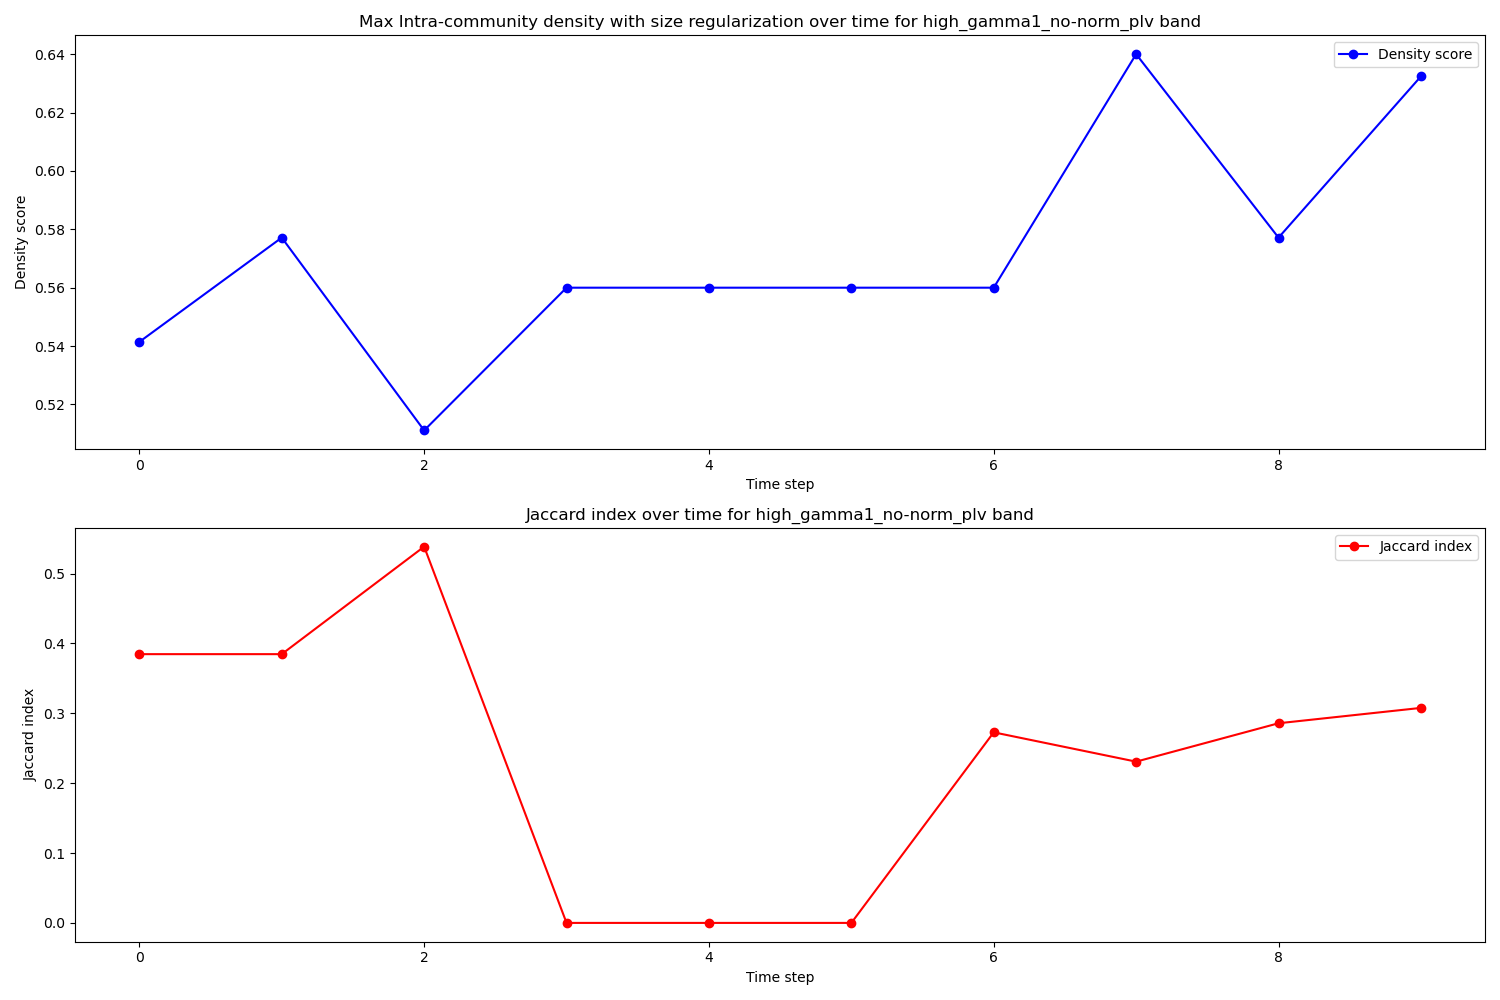 Max Intra-community density with size regularization over time for high_gamma1_no-norm_plv band
Density score
0.64
0.62
0.60
0.58
0.56
0.54
0.52
Density score
0 2 4 6 8
Time step
Jaccard index over time for high_gamma1_no-norm_plv band
Jaccard index
0.5
0.4
0.3
0.2
0.1
0.0
Jaccard index
0 2 4 6 8
Time step